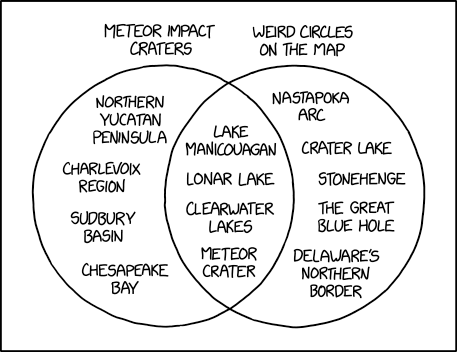 METEOR IMPACT
CRATERS
WEIRD CIRCLES
ON THE MAP
NORTHERN
YUCATAN
PENINSULA
CHARLEVOIX
REGION
SUDBURY
BASIN
CHESAPEAKE
BAY
LAKE
MANICOUAGAN
LONAR LAKE
CLEARWATER
LAKES
METEOR
CRATER
NASTAPOKA
ARC
CRATER LAKE
STONEHENGE
THE GREAT
BLUE HOLE
DELAWARE'S
NORTHERN
BORDER